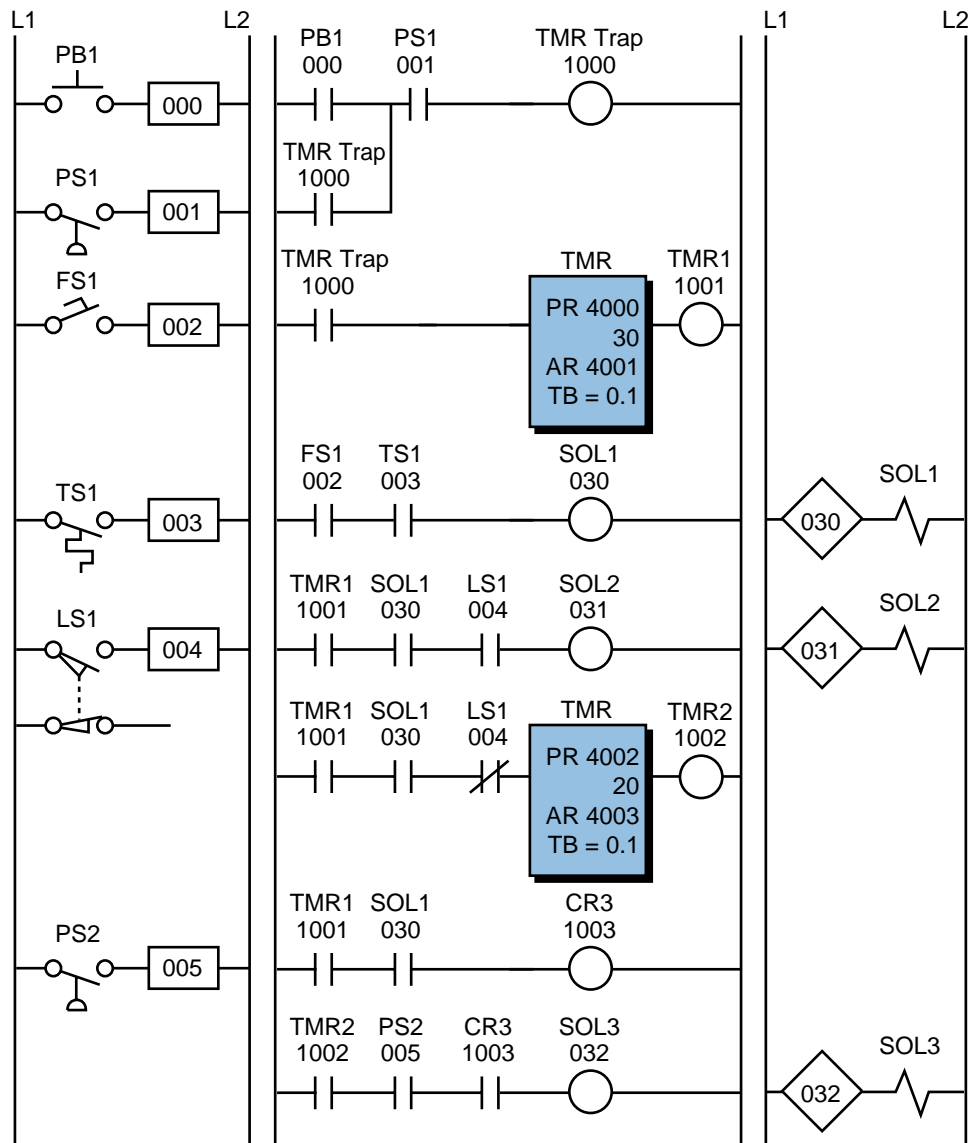 L1
L2
L1
L2
PB1
000
PB1
000
PS1
001
TMR Trap
1000
TMR Trap
1000
PS1
001
TMR Trap
1000
FS1
002
TMR
PR 4000
30
AR 4001
TB = 0.1
TMR1
1001
FS1
002
TS1
003
SOL1
030
TS1
003
030
SOL1
TMR1
1001
SOL1
030
LS1
004
SOL2
031
LS1
004
031
SOL2
TMR1
1001
SOL1
030
LS1
004
TMR
PR 4002
20
AR 4003
TB = 0.1
TMR2
1002
TMR1
1001
SOL1
030
CR3
1003
PS2
005
TMR2
1002
PS2
005
CR3
1003
SOL3
032
032
SOL3